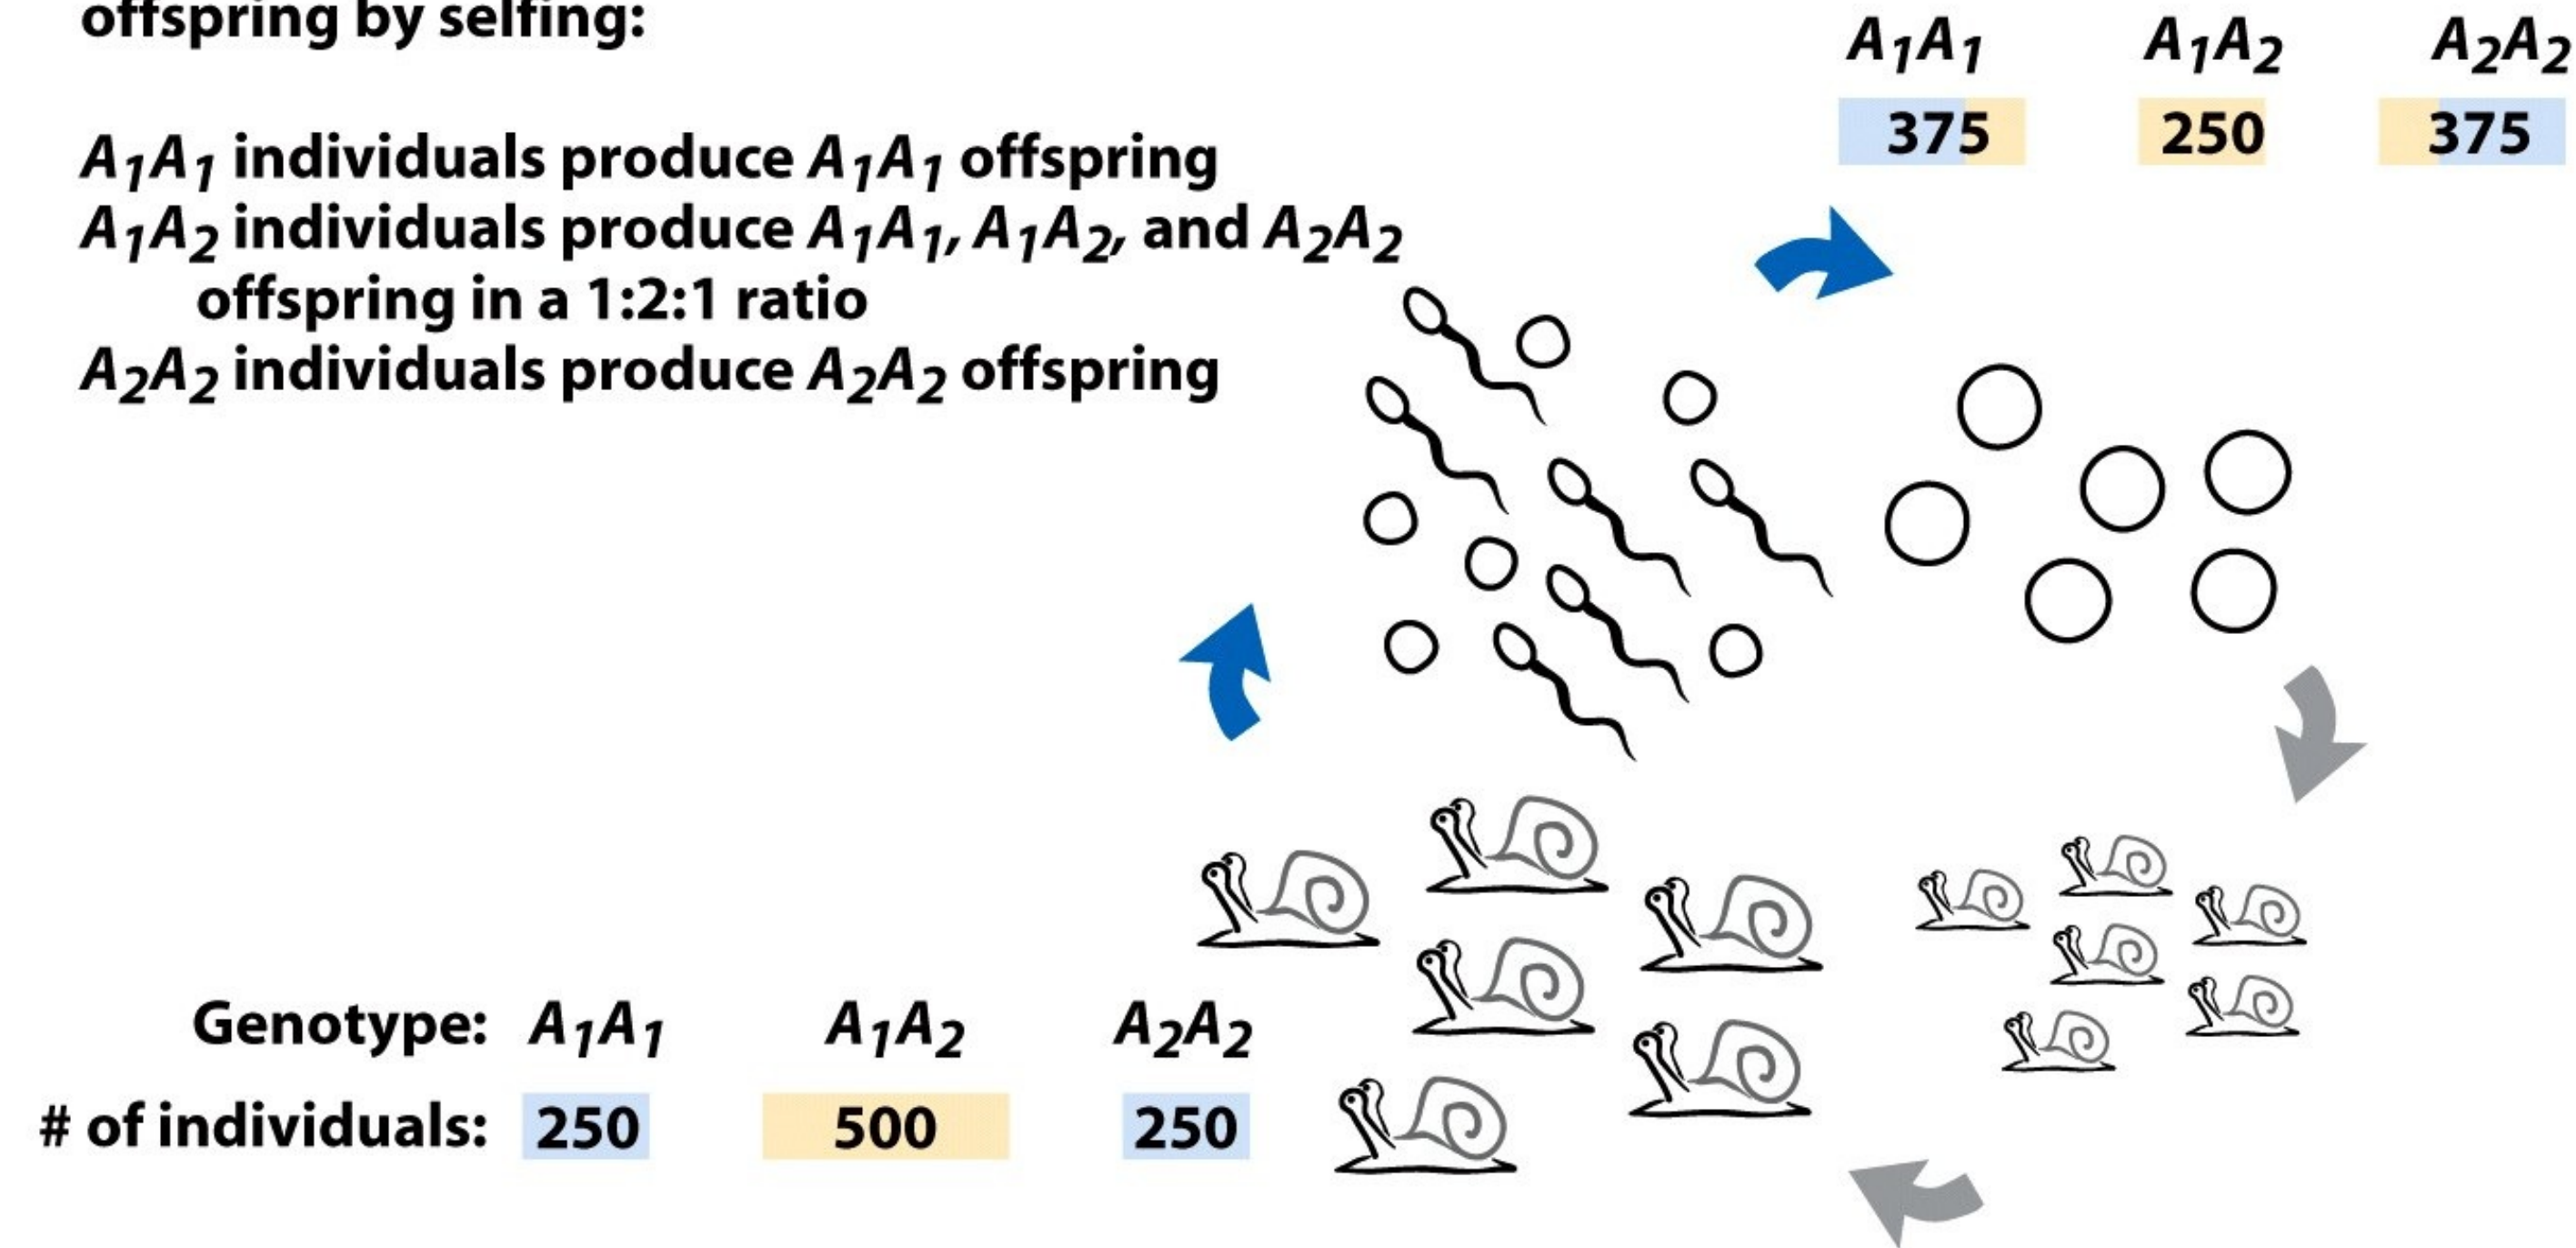 offspring by selfing:
A₁A₁ A₁A₂ A₂A₂
375 250 375
A₁A₁ individuals produce A₁A₁ offspring
A₁A₂ individuals produce A₁A₁, A₁A₂, and A₂A₂
offspring in a 1:2:1 ratio
A₂A₂ individuals produce A₂A₂ offspring
Genotype: A₁A₁ A₁A₂ A₂A₂
# of individuals: 250 500 250